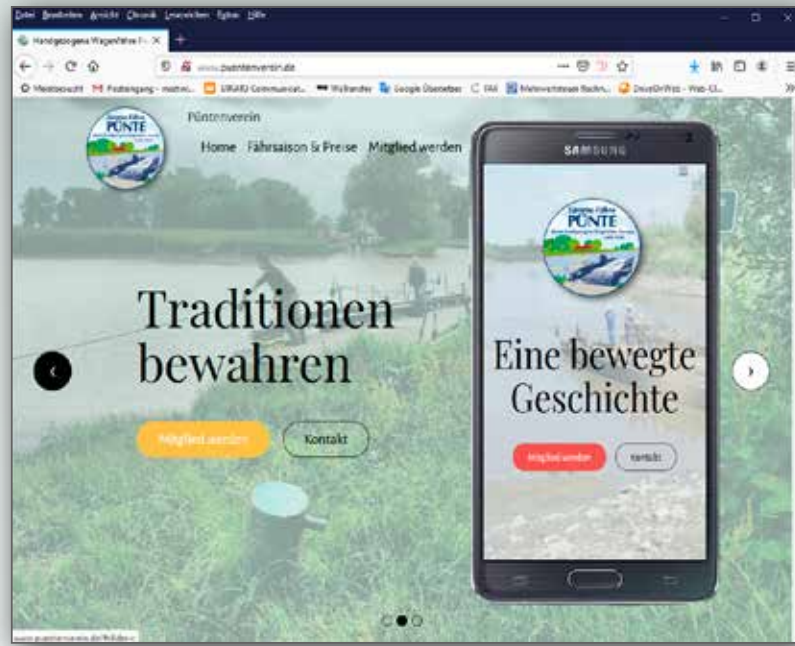 Datei Bearbeiten Ansicht Chronik Lesezeichen Extras Hilfe
Handgezogene Wagenfähre
www.puentenverein.de
Meistbesucht
Google Übersetzer
FAX
PÜNTE
Püntenverein
Home Fährsaison & Preise Mitglied werden
Traditionen
bewahren
Mitglied werden
Kontakt
SAMSUNG
PÜNTE
Eine bewegte
Geschichte
Mitglied werden
Kontakt